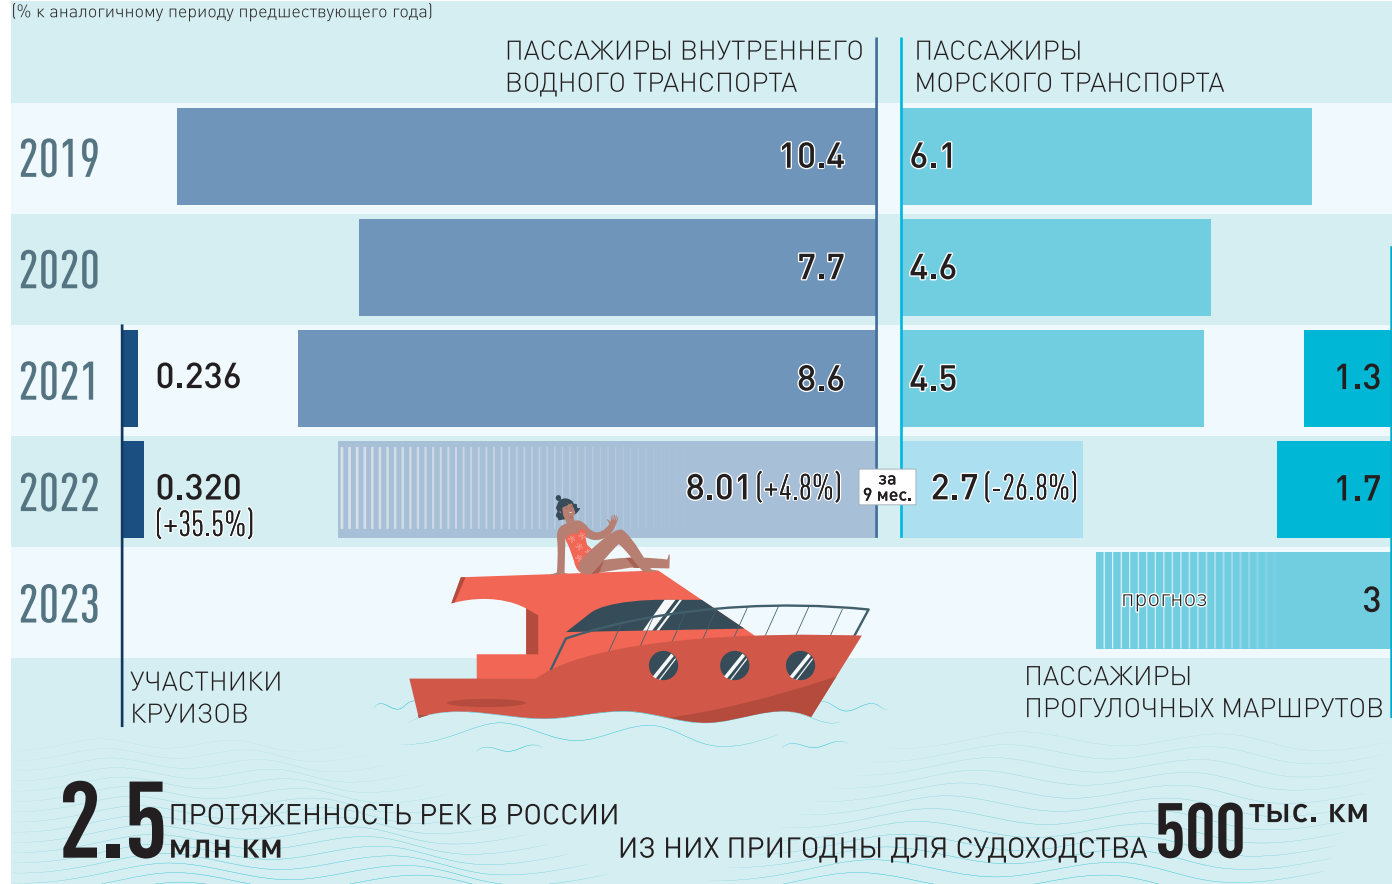 (% к аналогичному периоду предшествующего года)
ПАССАЖИРЫ ВНУТРЕННЕГО
ВОДНОГО ТРАНСПОРТА
ПАССАЖИРЫ
МОРСКОГО ТРАНСПОРТА
2019
10.4
6.1
2020
7.7
4.6
2021
0.236
8.6
4.5
1.3
2022
0.320
(+35.5%)
8.01 (+4.8%)
за
9 мес.
2.7 (-26.8%)
1.7
2023
прогноз
3
УЧАСТНИКИ
КРУИЗОВ
ПАССАЖИРЫ
ПРОГУЛОЧНЫХ МАРШРУТОВ
2.5
ПРОТЯЖЕННОСТЬ РЕК В РОССИИ
МЛН КМ
ИЗ НИХ ПРИГОДНЫ ДЛЯ СУДОХОДСТВА
500 ТЫС. КМ